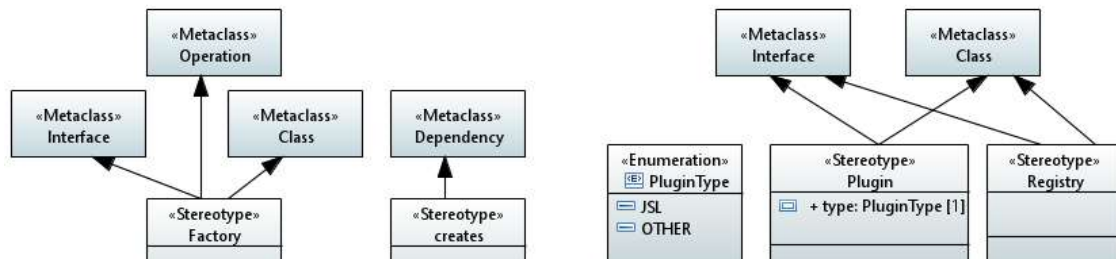 «Metaclass»
Operation
«Metaclass»
Interface
«Metaclass»
Class
«Metaclass»
Dependency
«Stereotype»
Factory
«Stereotype»
creates
«Metaclass»
Interface
«Metaclass»
Class
«Enumeration»
<E> PluginType
JSL
OTHER
«Stereotype»
Plugin
+ type: PluginType [1]
«Stereotype»
Registry